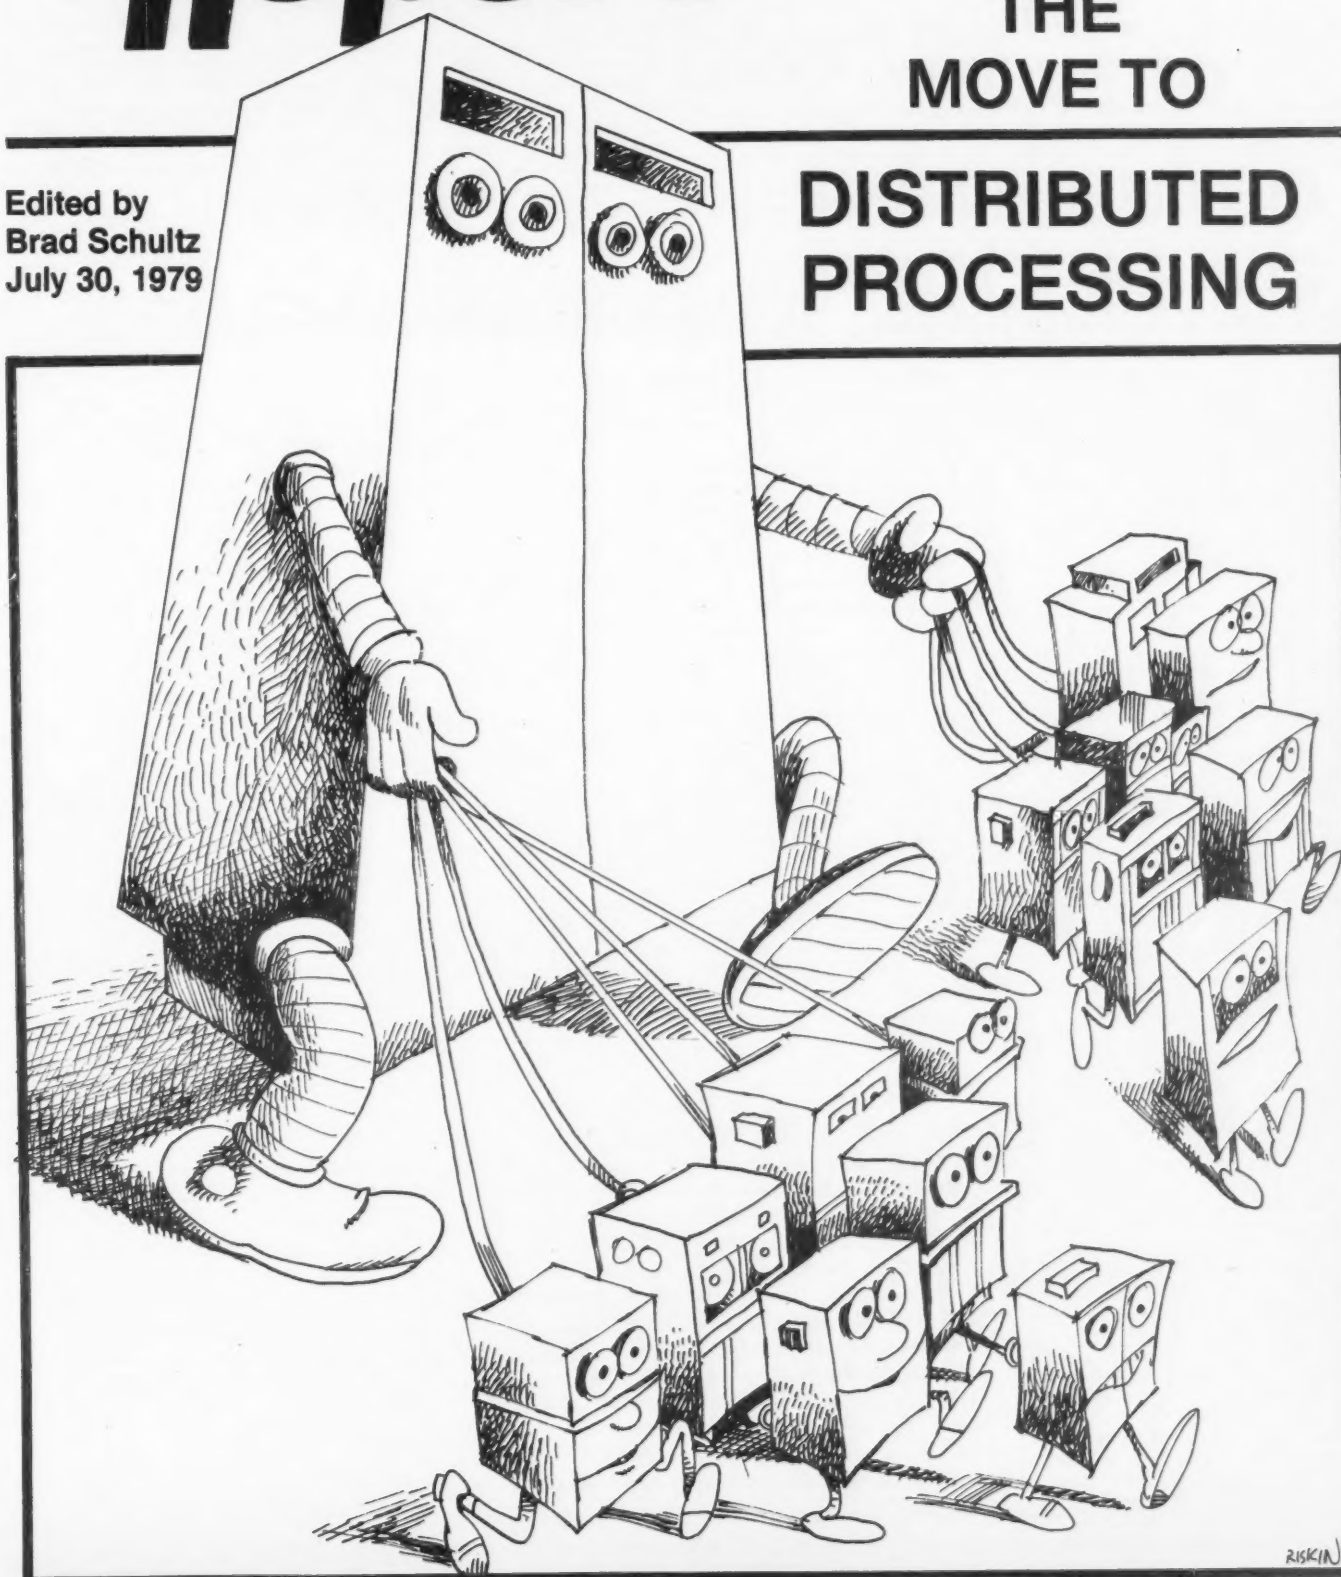 THE
MOVE TO
DISTRIBUTED
PROCESSING
Edited by
Brad Schultz
July 30, 1979
RISKIN